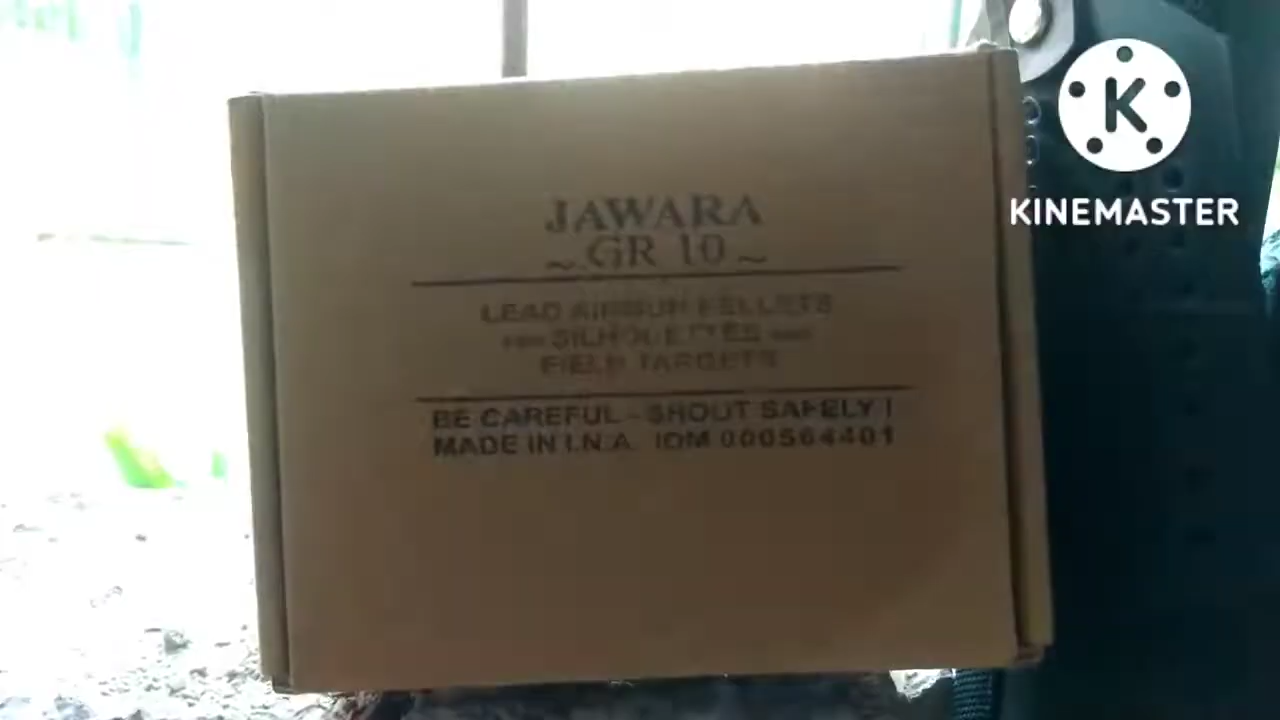 JAWARA
~ GR 10 ~
LEAD AIRGUN PELLETS
SILHOUETTES
FIELD TARGETS
BE CAREFUL - SHOUT SAFELY !
MADE IN I.N.A. IDM 000564401
K
KINEMASTER